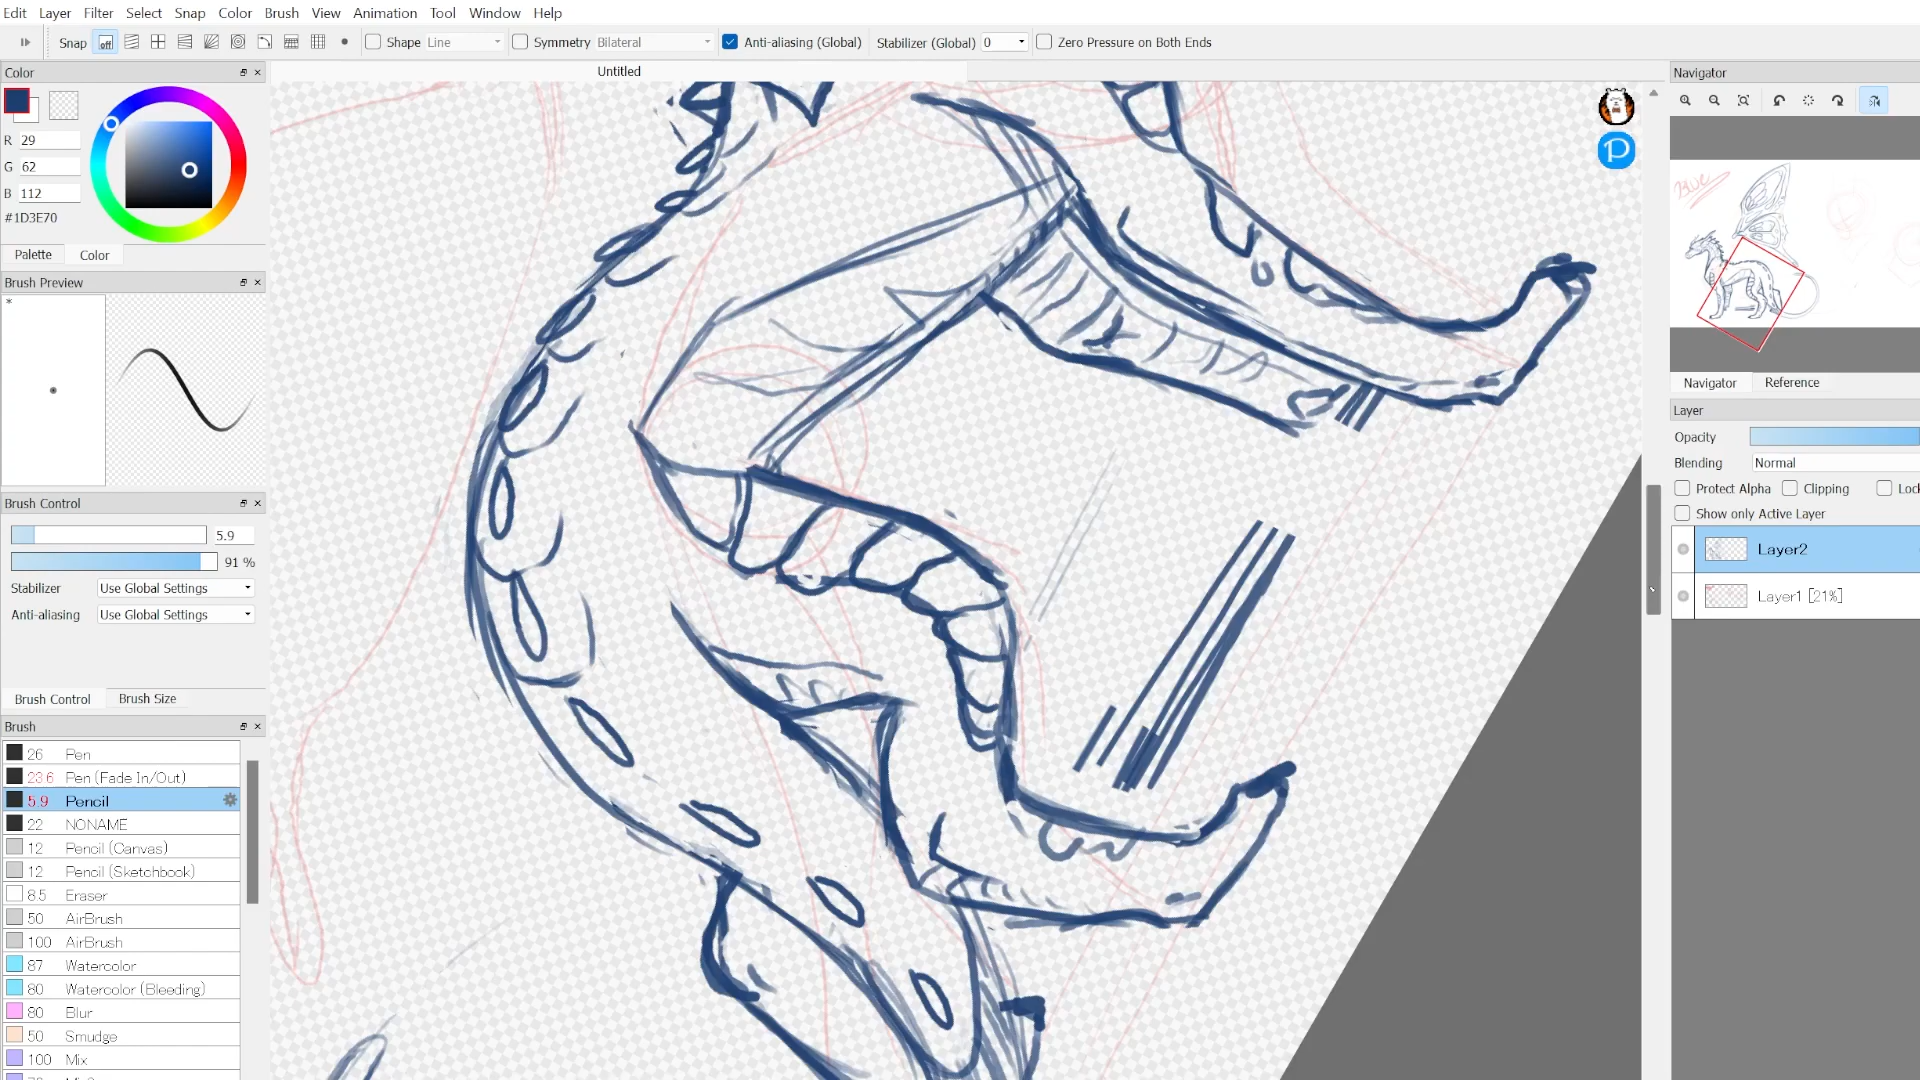 Edit Layer Filter Select Snap Color Brush View Animation Tool Window Help
Snap off Shape Line Symmetry Bilateral Anti-aliasing (Global) Stabilizer (Global) 0 Zero Pressure on Both Ends
Untitled
Color
R 29
G 62
B 112
#1D3E70
Palette Color
Brush Preview
*
Brush Control
5.9
91 %
Stabilizer Use Global Settings
Anti-aliasing Use Global Settings
Brush Control Brush Size
Brush
26 Pen
23.6 Pen (Fade In/Out)
5.9 Pencil
22 NONAME
12 Pencil (Canvas)
12 Pencil (Sketchbook)
8.5 Eraser
50 AirBrush
100 AirBrush
87 Watercolor
80 Watercolor (Bleeding)
80 Blur
50 Smudge
100 Mix
P
Navigator
Navigator Reference
Layer
Opacity
Blending Normal
Protect Alpha Clipping Lock
Show only Active Layer
Layer2
Layer1 [21%]